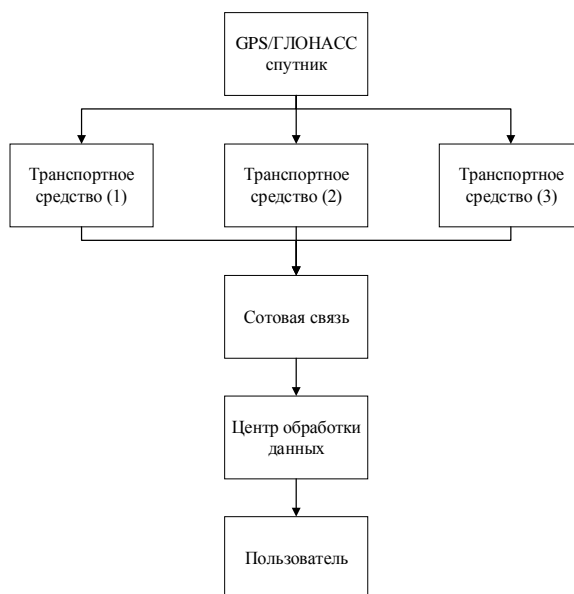 GPS/ГЛОНАСС
спутник
Транспортное
средство (1)
Транспортное
средство (2)
Транспортное
средство (3)
Сотовая связь
Центр обработки
данных
Пользователь